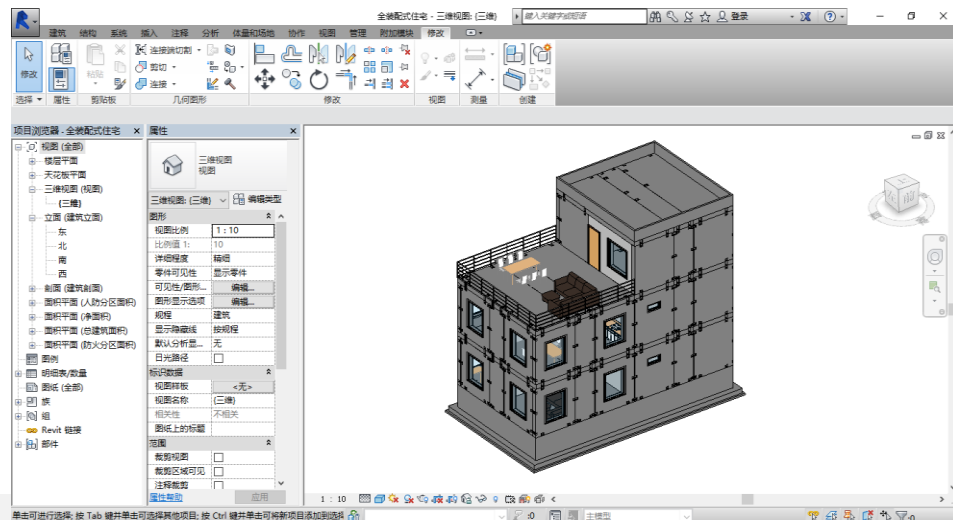 全装配式住宅 - 三维视图: {三维}
键入关键字或短语
登录
建筑 结构 系统 插入 注释 分析 体量和场地 协作 视图 管理 附加模块 修改
修改
粘贴
连接端切割
剪切
连接
选择 属性 剪贴板 几何图形 修改 视图 测量 创建
项目浏览器 - 全装配式住宅
视图 (全部)
楼层平面
天花板平面
三维视图 (视图)
{三维}
立面 (建筑立面)
东
北
南
西
剖面 (建筑剖面)
面积平面 (人防分区面积)
面积平面 (净面积)
面积平面 (总建筑面积)
面积平面 (防火分区面积)
图例
明细表/数量
图纸 (全部)
族
组
Revit 链接
部件
属性
三维视图
视图
三维视图: {三维} 编辑类型
图形
视图比例 1 : 10
比例值 1: 10
详细程度 精细
零件可见性 显示零件
可见性/图形... 编辑...
图形显示选项 编辑...
规程 建筑
显示隐藏线 按规程
默认分析显... 无
日光路径
标识数据
视图样板 <无>
视图名称 {三维}
相关性 不相关
图纸上的标题
范围
裁剪视图
裁剪区域可见
注释裁剪
属性帮助 应用
上
前
1 : 10
单击可进行选择; 按 Tab 键并单击可选择其他项目; 按 Ctrl 键并单击可将新项目添加到选择
:0
主模型
:0